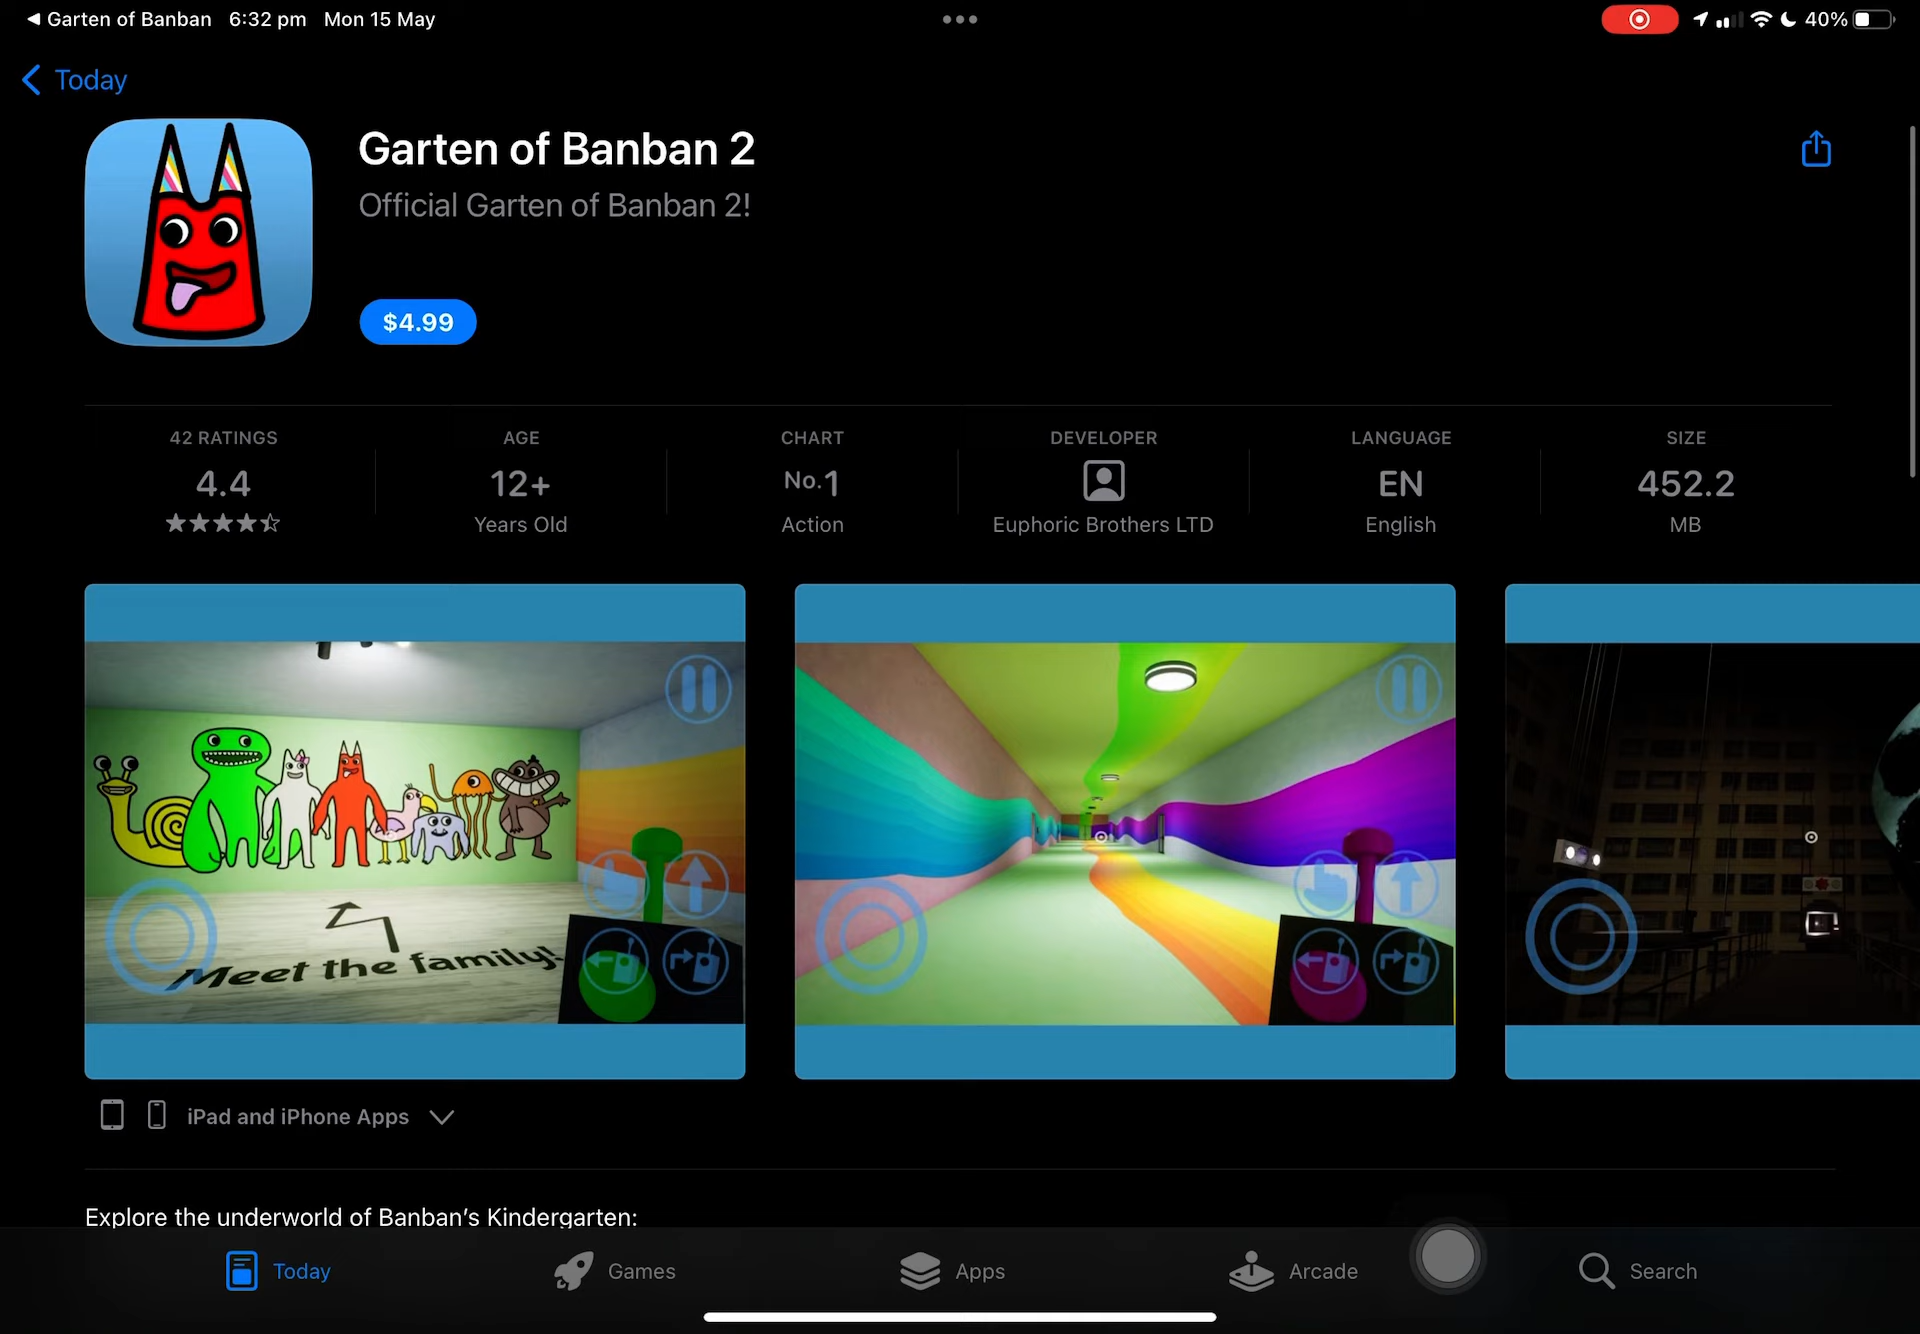 Garten of Banban 6:32 pm Mon 15 May
40%
Today
Garten of Banban 2
Official Garten of Banban 2!
$4.99
42 RATINGS
4.4
AGE
12+
Years Old
CHART
No.1
Action
DEVELOPER
Euphoric Brothers LTD
LANGUAGE
EN
English
SIZE
452.2
MB
Meet the family!
iPad and iPhone Apps
Explore the underworld of Banban's Kindergarten:
Today
Games
Apps
Arcade
Search